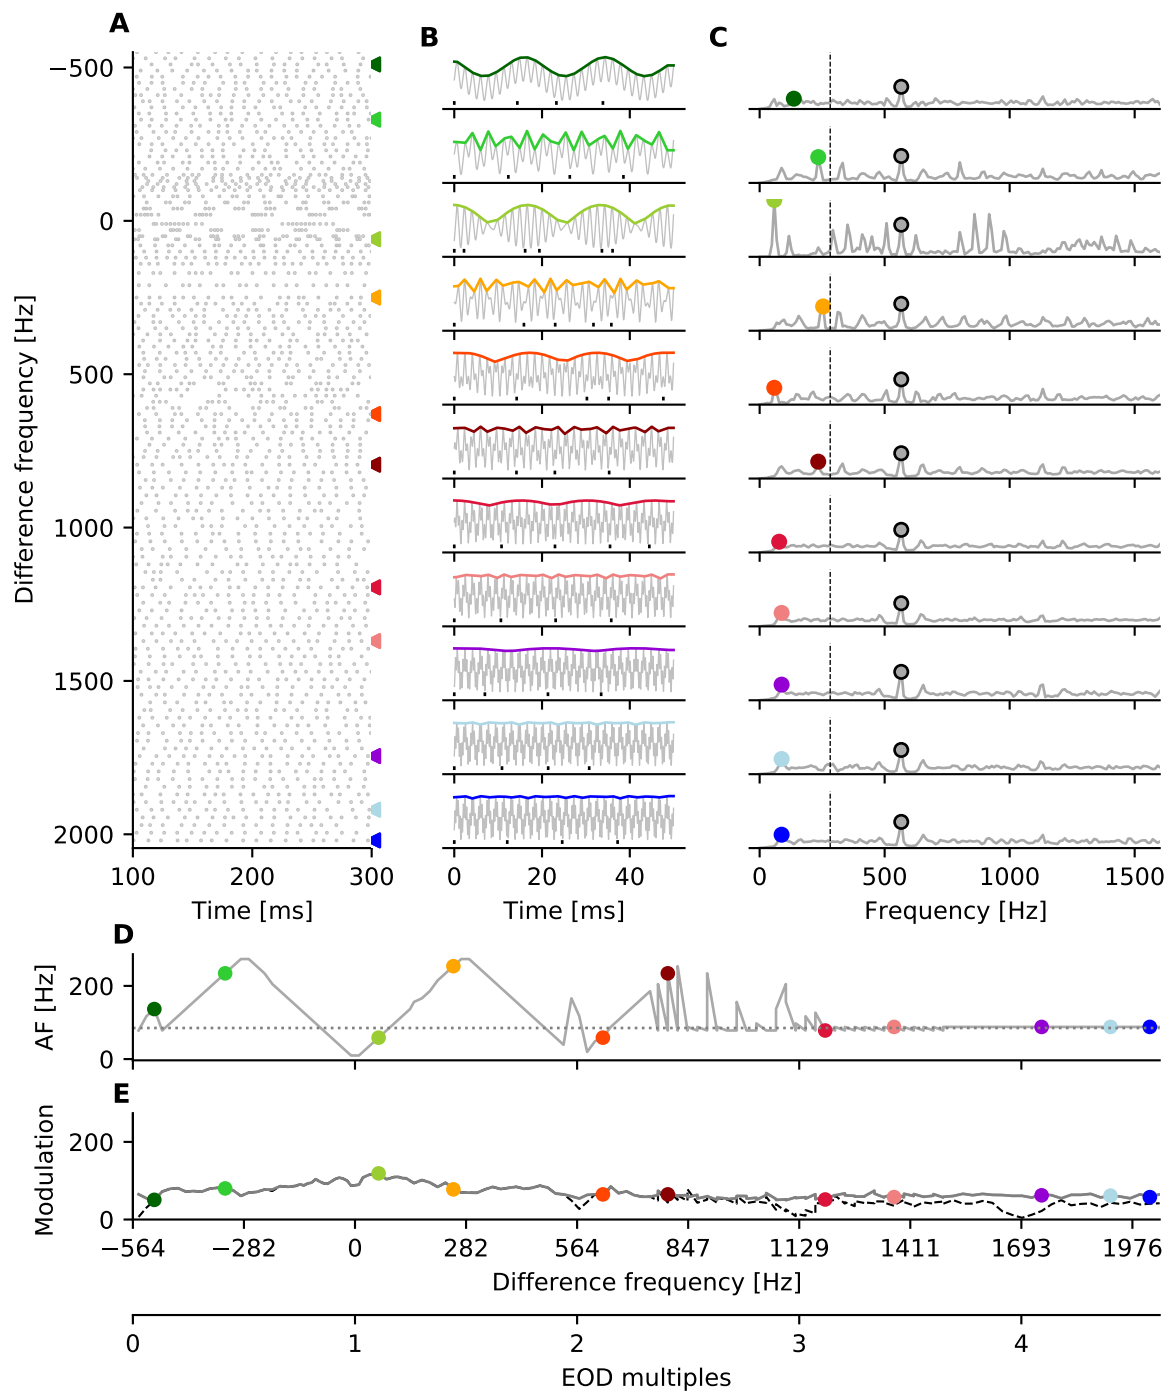 A
B
C
−500
0
500
1000
1500
2000
Difference frequency [Hz]
100
200
300
Time [ms]
0
20
40
Time [ms]
0
500
1000
1500
Frequency [Hz]
D
AF [Hz]
200
0
E
Modulation
200
0
−564
−282
0
282
564
847
1129
1411
1693
1976
Difference frequency [Hz]
0
1
2
3
4
EOD multiples